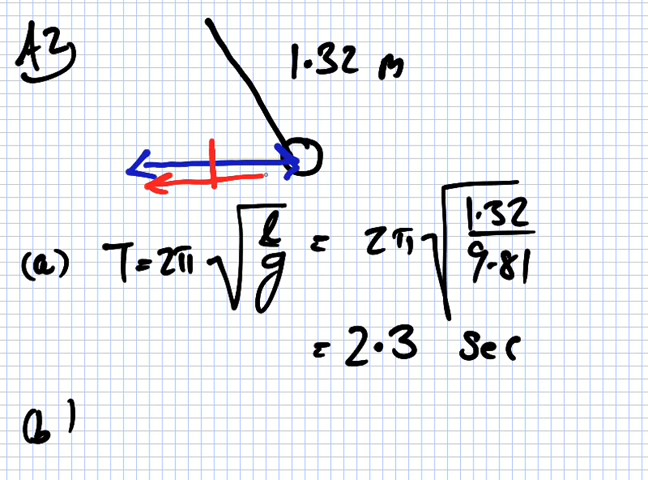 A2
1.32 m
(a) T = 2π √(l/g) = 2π √(1.32/9.81)
= 2.3 sec
(b)